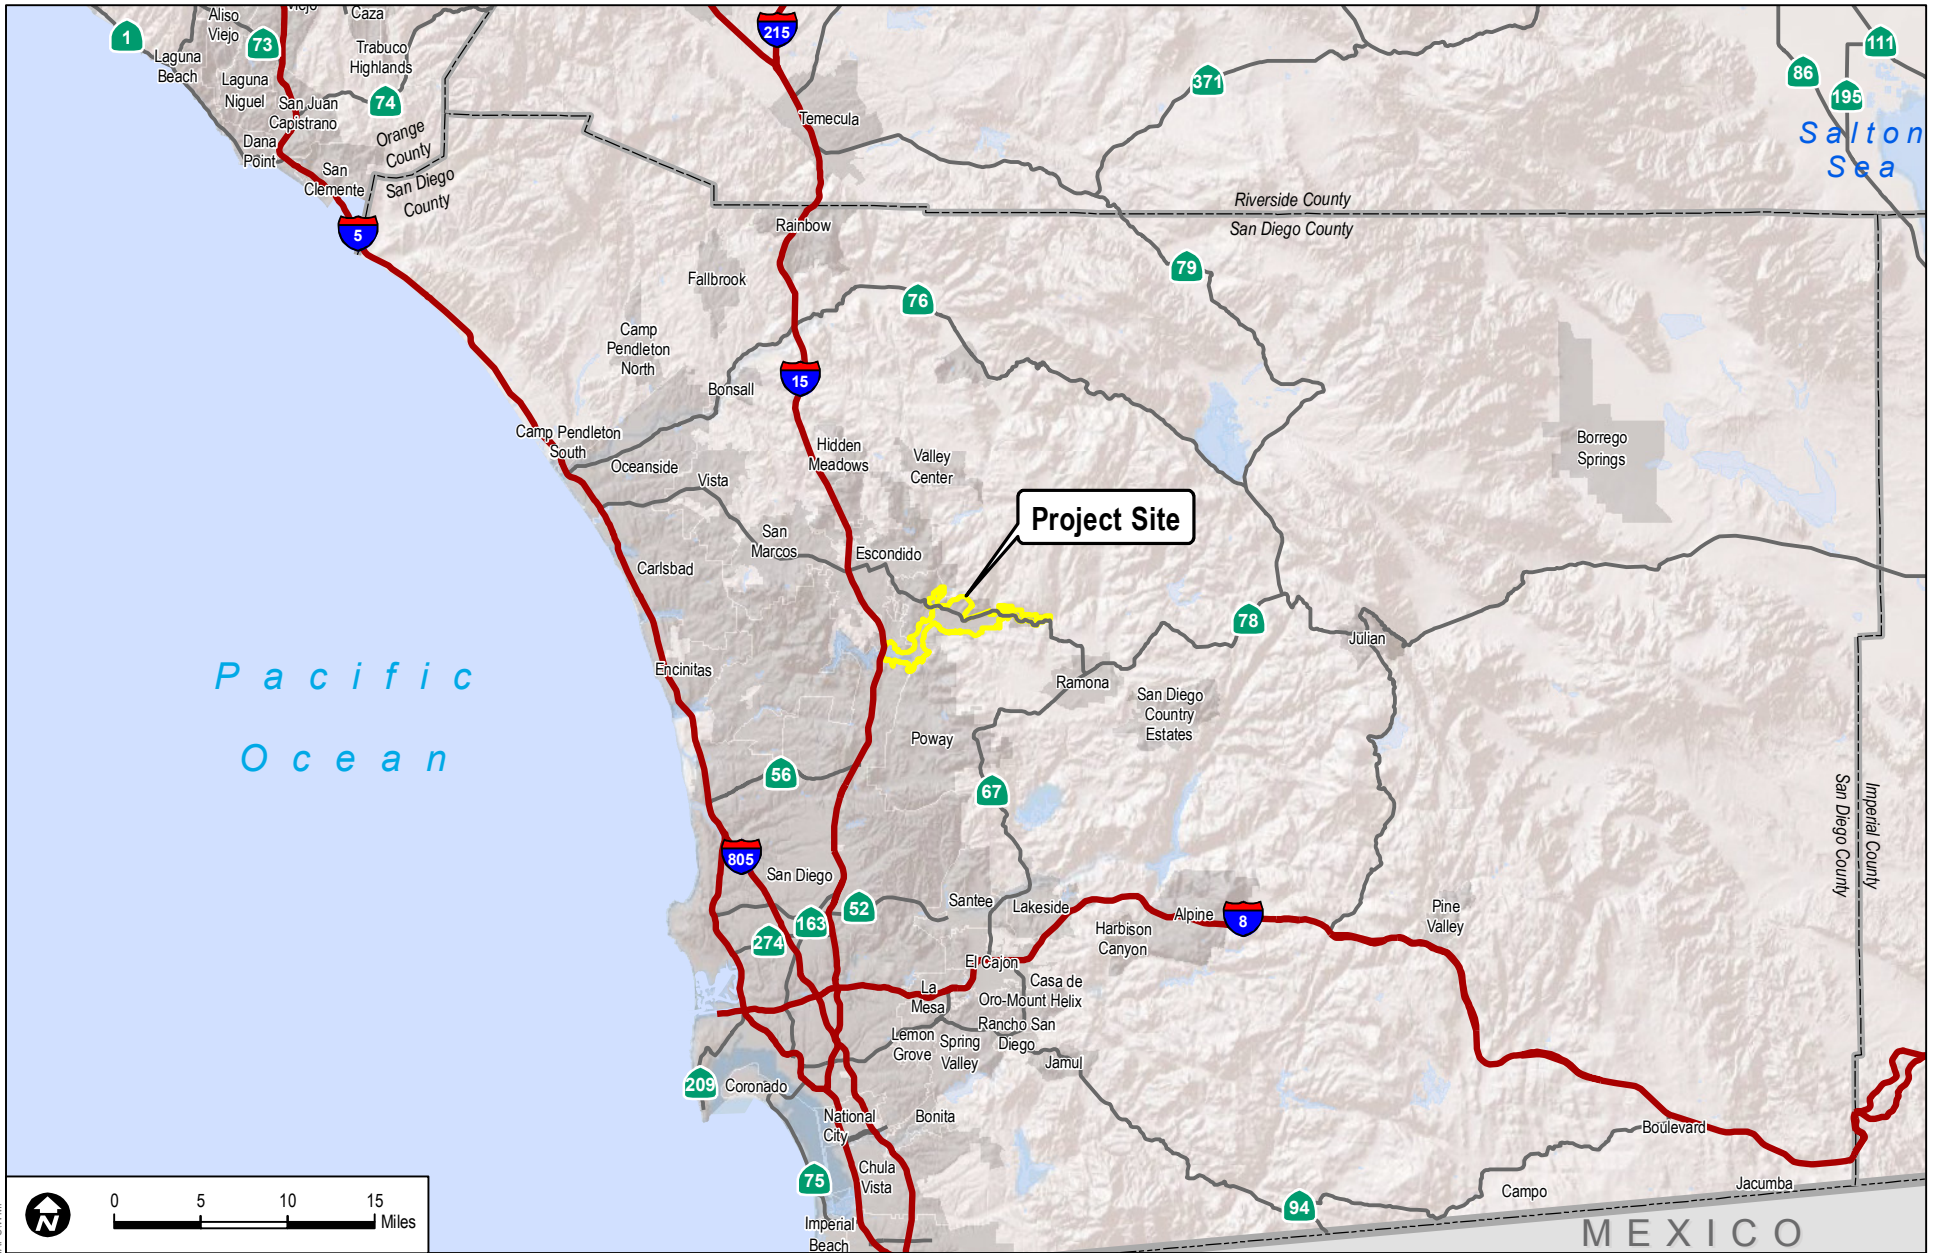 Viejo
Caza
Aliso
Viejo
1
73
215
111
Trabuco
Highlands
Laguna
Beach
371
86
Laguna
Niguel
74
195
San Juan
Capistrano
Temecula
Orange
County
Salton
Sea
Dana
Point
San
Clemente
San Diego
County
Riverside County
San Diego County
5
Rainbow
79
Fallbrook
76
Camp
Pendleton
North
15
Bonsall
Camp Pendleton
South
Hidden
Meadows
Borrego
Springs
Oceanside
Valley
Center
Vista
Project Site
San
Marcos
Escondido
Carlsbad
78
Julian
Pacific
Ocean
Encinitas
Ramona
San Diego
Country
Estates
Poway
56
67
San Diego County
Imperial County
805
San Diego
52
Santee
Lakeside
163
Alpine
8
Pine
Valley
274
Harbison
Canyon
El Cajon
La
Mesa
Casa de
Oro-Mount Helix
Rancho San
Diego
Lemon
Grove
Spring
Valley
Jamul
209
Coronado
National
City
Bonita
Boulevard
75
Chula
Vista
Campo
Jacumba
94
Imperial
Beach
MEXICO
N
0 5 10 15
Miles